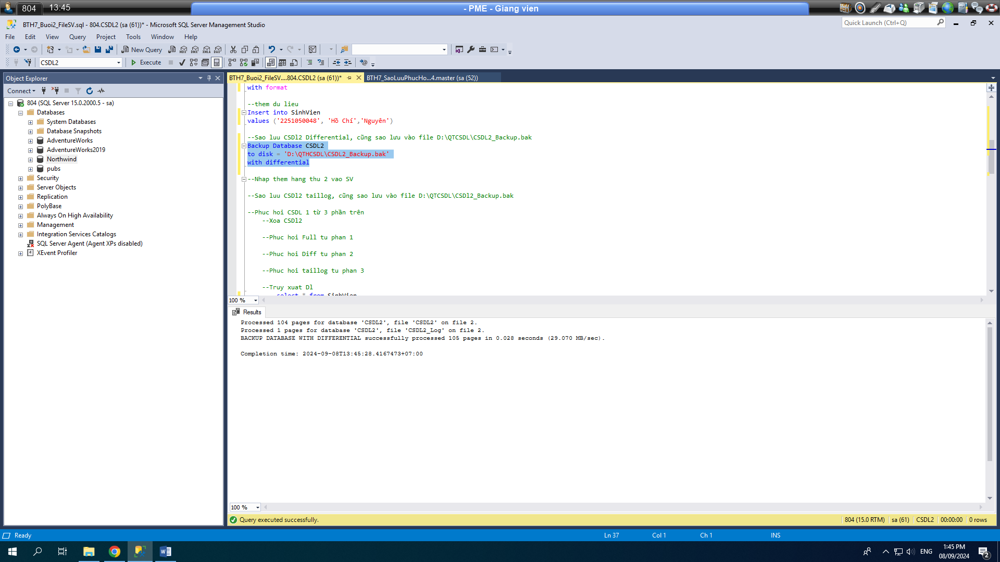 804 13:45 - PME - Giang vien
BTH7_Buoi2_FileSV.sql - 804.CSDL2 (sa (61))* - Microsoft SQL Server Management Studio
Quick Launch (Ctrl+Q)
File Edit View Query Project Tools Window Help
New Query
MDX DMX XMLA DAX
CSDL2 Execute
Object Explorer
Connect
804 (SQL Server 15.0.2000.5 - sa)
Databases
System Databases
Database Snapshots
AdventureWorks
AdventureWorks2019
Northwind
pubs
Security
Server Objects
Replication
PolyBase
Always On High Availability
Management
Integration Services Catalogs
SQL Server Agent (Agent XPs disabled)
XEvent Profiler
BTH7_Buoi2_FileSV....804.CSDL2 (sa (61))* BTH7_SaoLuuPhucHo...4.master (sa (52))
with format
--them du lieu
Insert into SinhVien
values ('2251050048', 'Hồ Chí','Nguyên')
--Sao luu CSDl2 Differential, cũng sao lưu vào file D:\QTCSDL\CSDL2_Backup.bak
Backup Database CSDL2
to disk = 'D:\QTHCSDL\CSDL2_Backup.bak'
with differential
--Nhap them hang thu 2 vao SV
--Sao luu CSDl2 taillog, cũng sao lưu vào file D:\QTCSDL\CSDl2_Backup.bak
--Phuc hoi CSDL 1 từ 3 phần trên
--Xoa CSDl2
--Phuc hoi Full tu phan 1
--Phuc hoi Diff tu phan 2
--Phuc hoi taillog tu phan 3
--Truy xuat Dl
select * from SinhVien
100 %
Results
Processed 104 pages for database 'CSDL2', file 'CSDL2' on file 2.
Processed 1 pages for database 'CSDL2', file 'CSDL2_Log' on file 2.
BACKUP DATABASE WITH DIFFERENTIAL successfully processed 105 pages in 0.028 seconds (29.070 MB/sec).
Completion time: 2024-09-08T13:45:28.4167473+07:00
100 %
Query executed successfully. 804 (15.0 RTM) sa (61) CSDL2 00:00:00 0 rows
Ready Ln 37 Col 1 Ch 1 INS
ENG
1:45 PM
08/09/2024
2